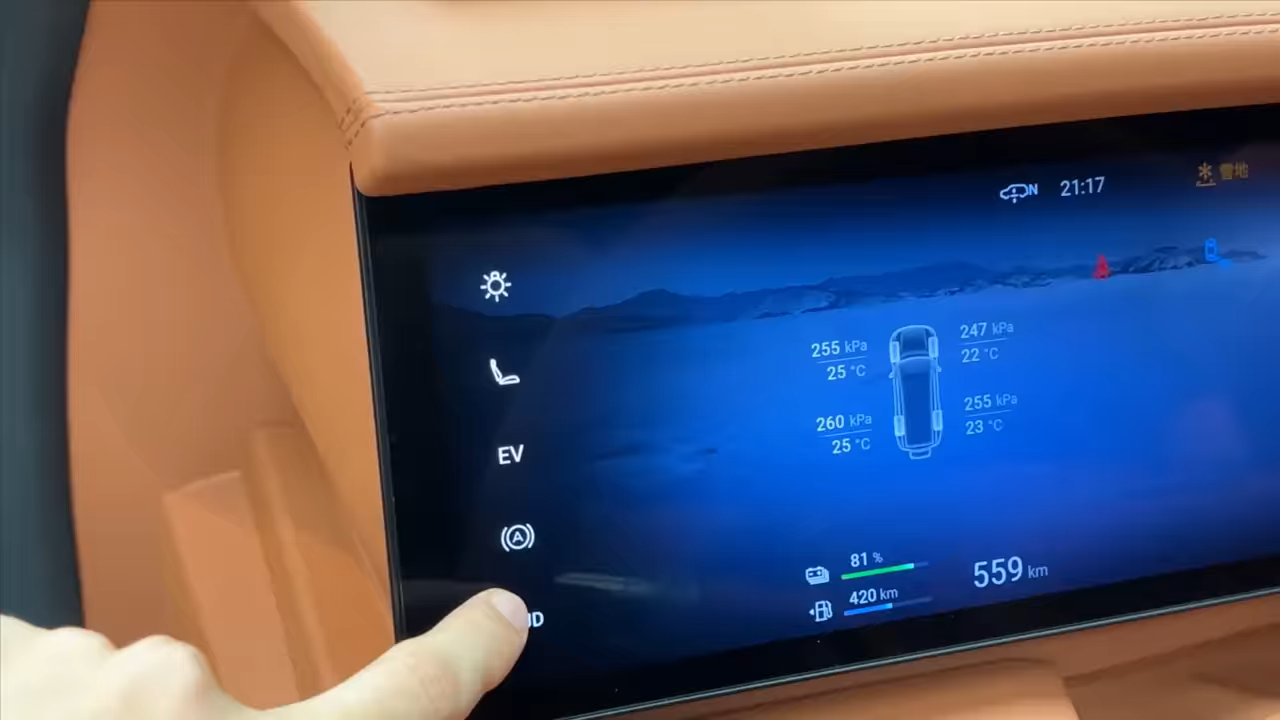 N 21:17 雪地
255 kPa
25 °C
247 kPa
22 °C
EV
260 kPa
25 °C
255 kPa
23 °C
A
81 %
420 km
559 km